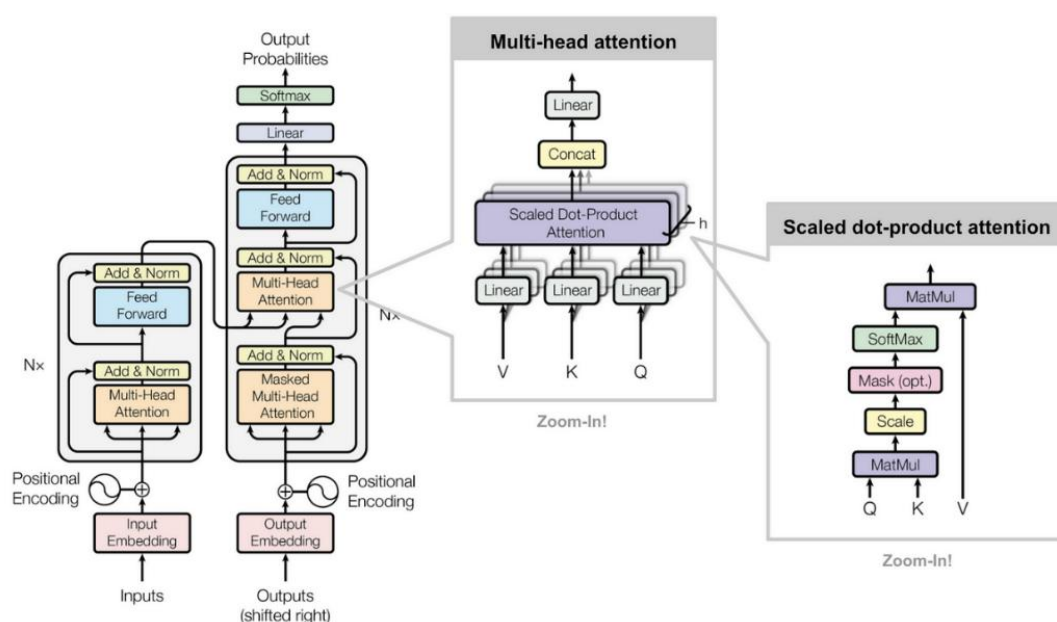 Output
Probabilities
Softmax
Linear
Add & Norm
Feed
Forward
Add & Norm
Multi-Head
Attention
Nx
Add & Norm
Masked
Multi-Head
Attention
Positional
Encoding
Output
Embedding
Outputs
(shifted right)
Add & Norm
Feed
Forward
Nx
Add & Norm
Multi-Head
Attention
Positional
Encoding
Input
Embedding
Inputs
Multi-head attention
Linear
Concat
Scaled Dot-Product
Attention
h
Linear Linear Linear
V K Q
Zoom-In!
Scaled dot-product attention
MatMul
SoftMax
Mask (opt.)
Scale
MatMul
Q K V
Zoom-In!